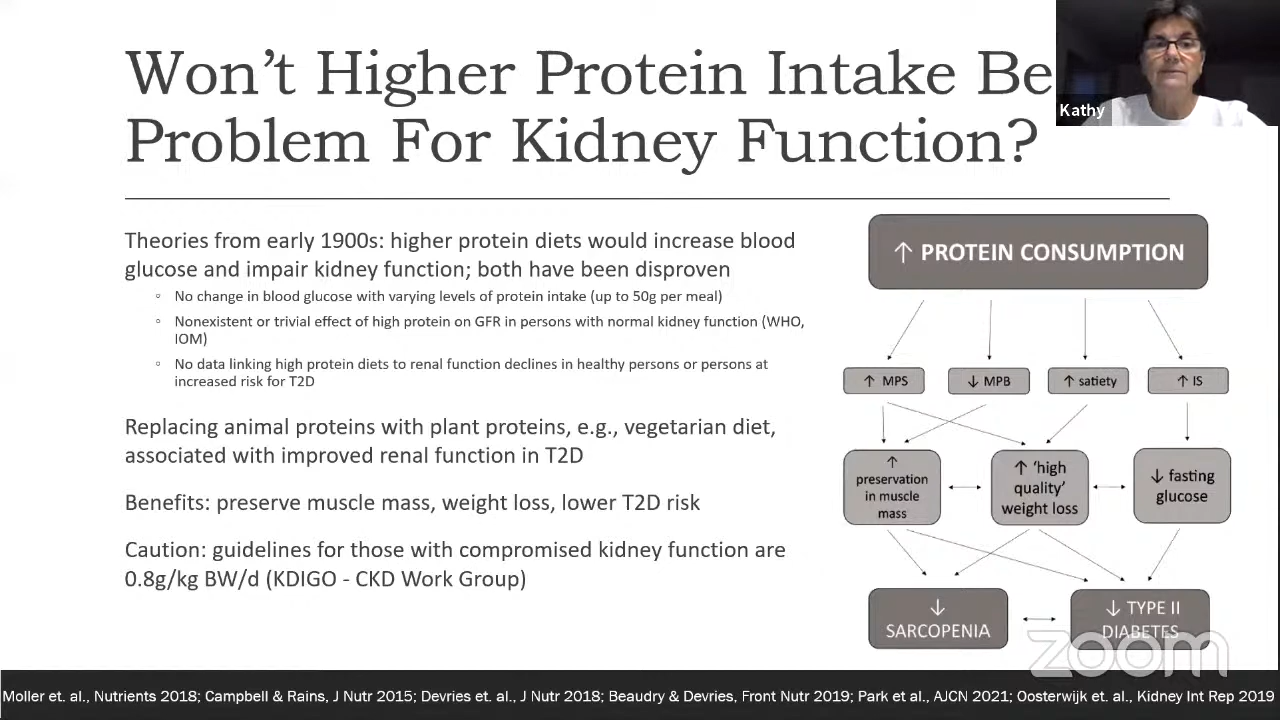 Won't Higher Protein Intake Be
Problem For Kidney Function?
Kathy
Theories from early 1900s: higher protein diets would increase blood
glucose and impair kidney function; both have been disproven
◦ No change in blood glucose with varying levels of protein intake (up to 50g per meal)
◦ Nonexistent or trivial effect of high protein on GFR in persons with normal kidney function (WHO,
IOM)
◦ No data linking high protein diets to renal function declines in healthy persons or persons at
increased risk for T2D
Replacing animal proteins with plant proteins, e.g., vegetarian diet,
associated with improved renal function in T2D
Benefits: preserve muscle mass, weight loss, lower T2D risk
Caution: guidelines for those with compromised kidney function are
0.8g/kg BW/d (KDIGO - CKD Work Group)
↑ PROTEIN CONSUMPTION
↑ MPS
↓ MPB
↑ satiety
↑ IS
↑
preservation
in muscle
mass
↑ 'high
quality'
weight loss
↓ fasting
glucose
↓
SARCOPENIA
↓ TYPE II
DIABETES
zoom
Moller et. al., Nutrients 2018; Campbell & Rains, J Nutr 2015; Devries et. al., J Nutr 2018; Beaudry & Devries, Front Nutr 2019; Park et al., AJCN 2021; Oosterwijk et. al., Kidney Int Rep 2019